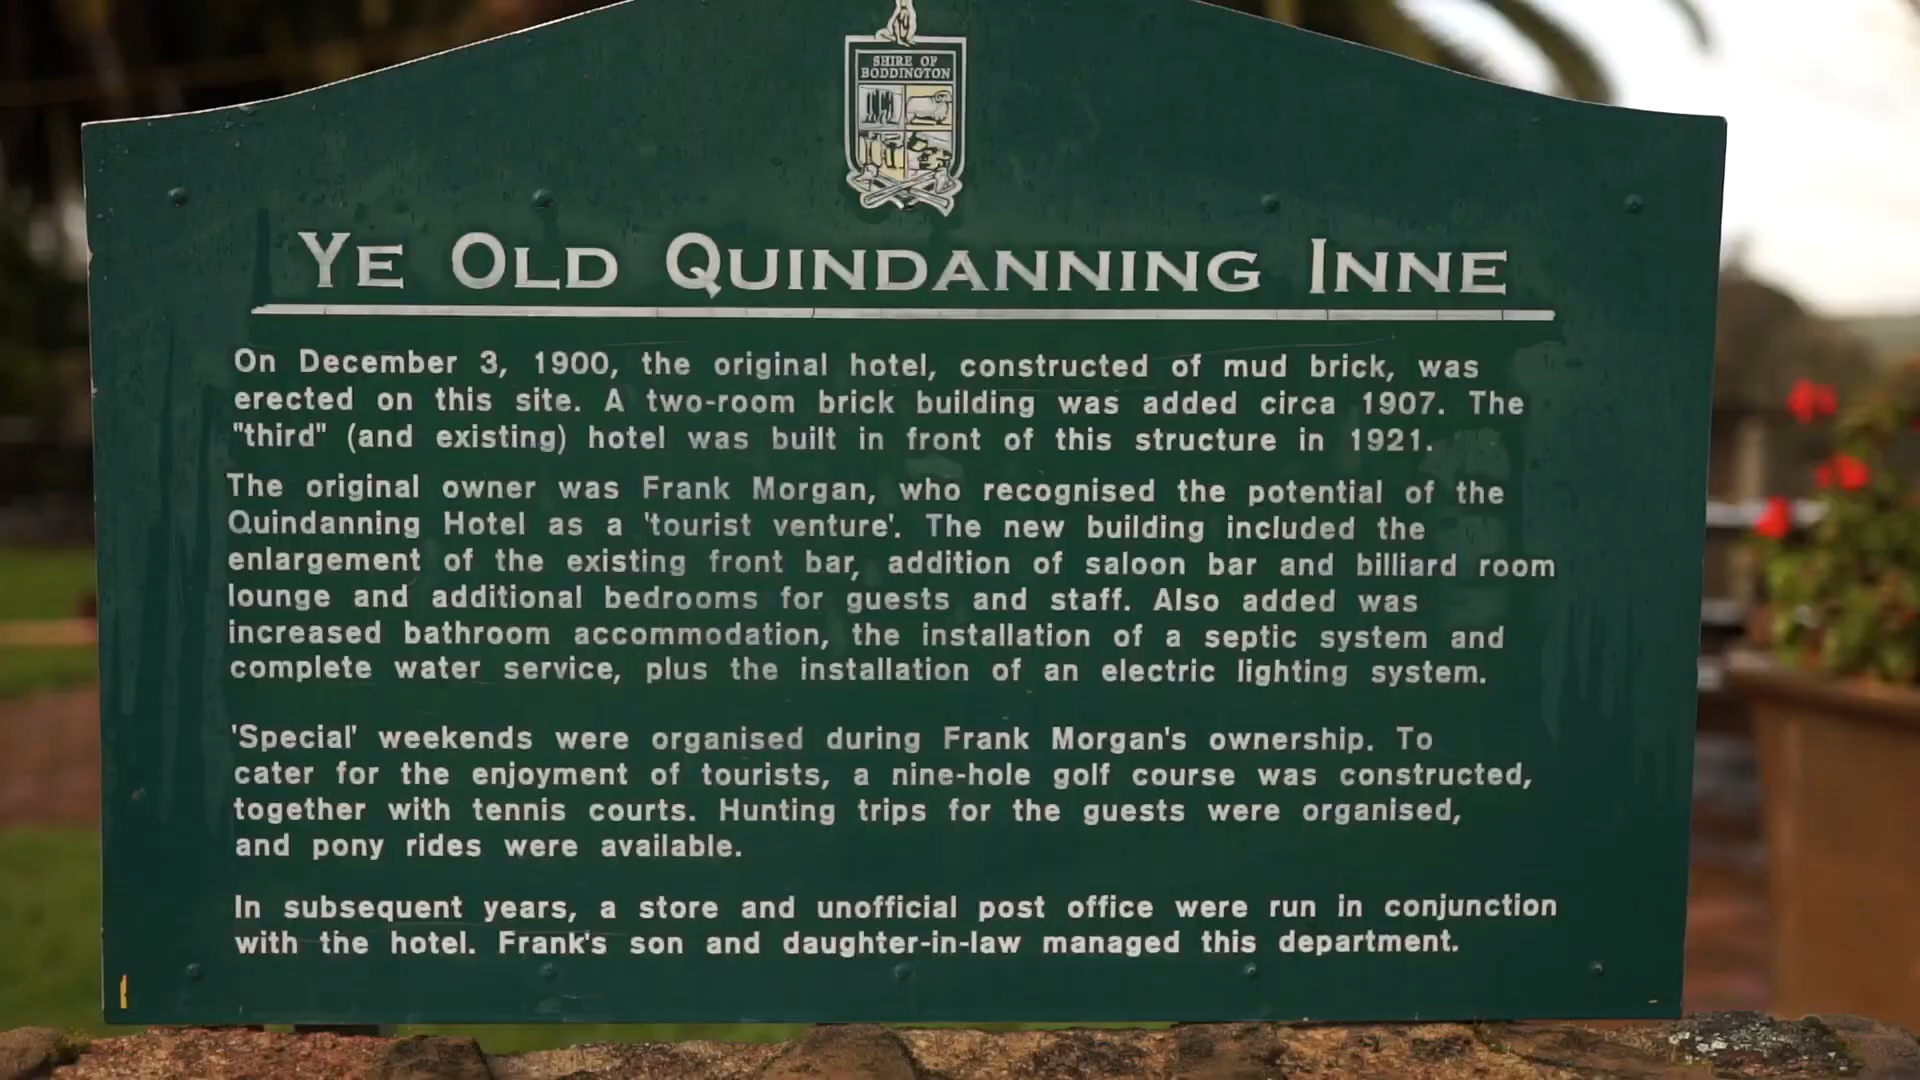 SHIRE OF
BODDINGTON
YE OLD QUINDANNING INNE
On December 3, 1900, the original hotel, constructed of mud brick, was
erected on this site. A two-room brick building was added circa 1907. The
"third" (and existing) hotel was built in front of this structure in 1921.
The original owner was Frank Morgan, who recognised the potential of the
Quindanning Hotel as a 'tourist venture'. The new building included the
enlargement of the existing front bar, addition of saloon bar and billiard room
lounge and additional bedrooms for guests and staff. Also added was
increased bathroom accommodation, the installation of a septic system and
complete water service, plus the installation of an electric lighting system.
'Special' weekends were organised during Frank Morgan's ownership. To
cater for the enjoyment of tourists, a nine-hole golf course was constructed,
together with tennis courts. Hunting trips for the guests were organised,
and pony rides were available.
In subsequent years, a store and unofficial post office were run in conjunction
with the hotel. Frank's son and daughter-in-law managed this department.